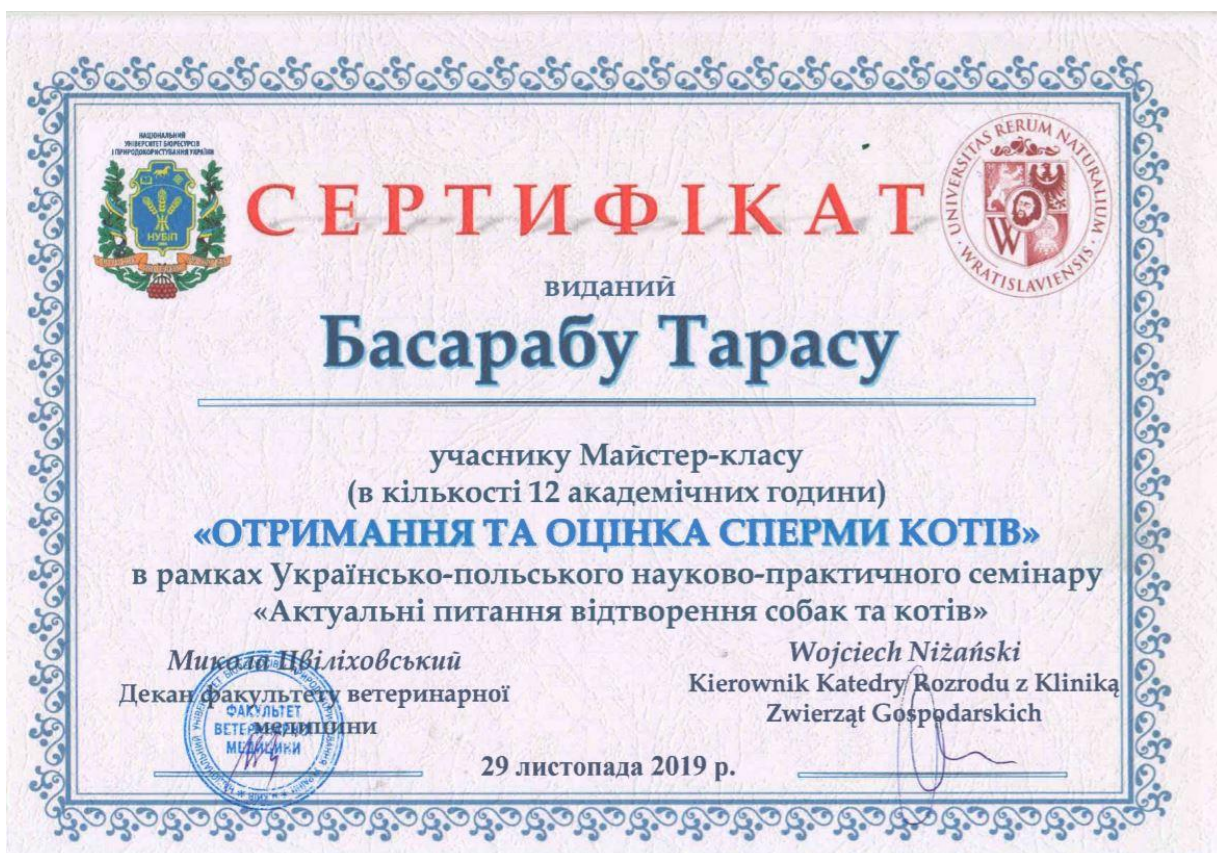 НАЦІОНАЛЬНИЙ
УНІВЕРСИТЕТ БІОРЕСУРСІВ
І ПРИРОДОКОРИСТУВАННЯ УКРАЇНИ
НУБіП
UNIVERSITAS RERUM NATURALIUM · WRATISLAVIENSIS ·
W
СЕРТИФІКАТ
виданий
Басарабу Тарасу
учаснику Майстер-класу
(в кількості 12 академічних години)
«ОТРИМАННЯ ТА ОЦІНКА СПЕРМИ КОТІВ»
в рамках Українсько-польського науково-практичного семінару
«Актуальні питання відтворення собак та котів»
Микола Цвіліховський
Декан факультету ветеринарної
медицини
ФАКУЛЬТЕТ
ВЕТЕРИНАРНОЇ
МЕДИЦИНИ
Wojciech Niżański
Kierownik Katedry Rozrodu z Kliniką
Zwierząt Gospodarskich
29 листопада 2019 р.